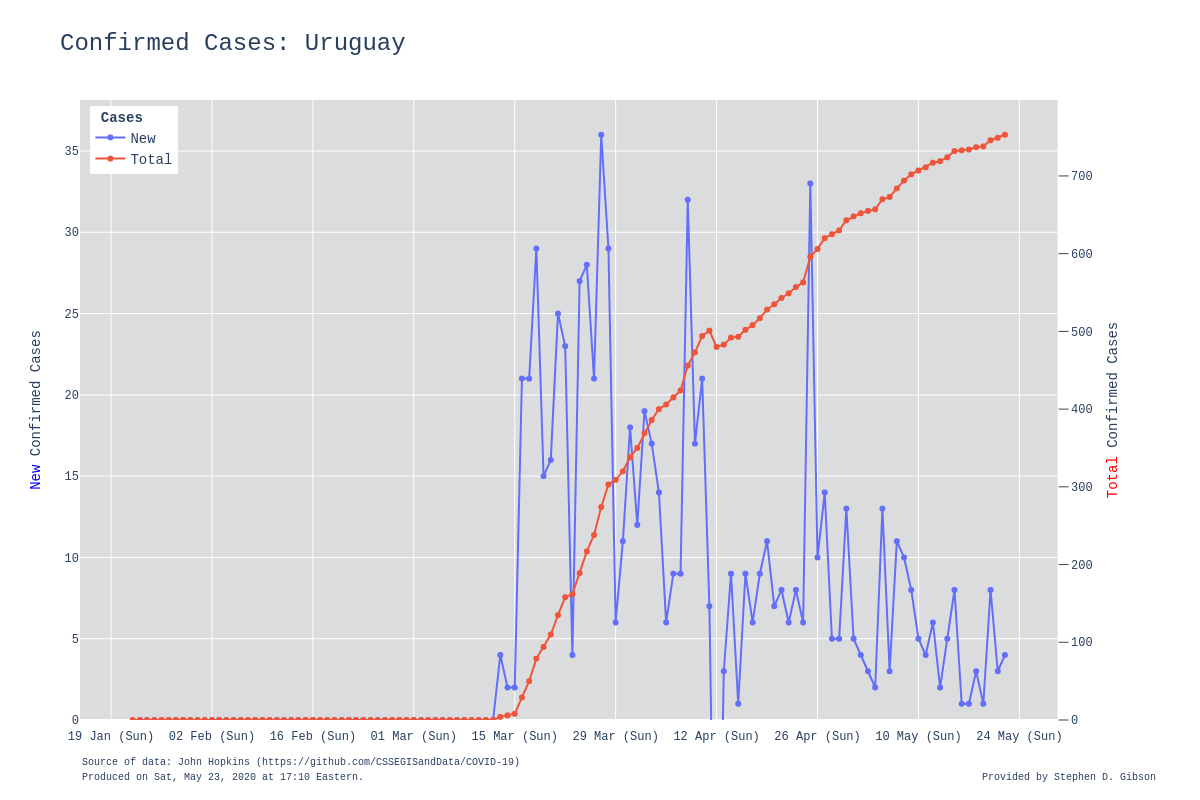 Confirmed Cases: Uruguay
Cases
New
Total
35
30
25
20
15
10
5
0
New Confirmed Cases
700
600
500
400
300
200
100
0
Total Confirmed Cases
19 Jan (Sun) 02 Feb (Sun) 16 Feb (Sun) 01 Mar (Sun) 15 Mar (Sun) 29 Mar (Sun) 12 Apr (Sun) 26 Apr (Sun) 10 May (Sun) 24 May (Sun)
Source of data: John Hopkins (https://github.com/CSSEGISandData/COVID-19)
Produced on Sat, May 23, 2020 at 17:10 Eastern.
Provided by Stephen D. Gibson